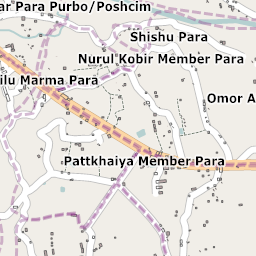 ar Para Purbo/Poshcim
Shishu Para
Nurul Kobir Member Para
ilu Marma Para
Omor A
Pattkhaiya Member Para